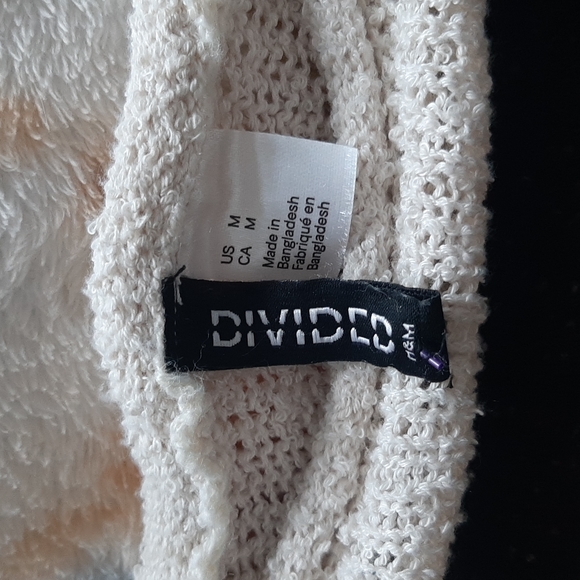 US M
CA M
Made in
Bangladesh
Fabriqué en
Bangladesh
DIVIDED
H&M